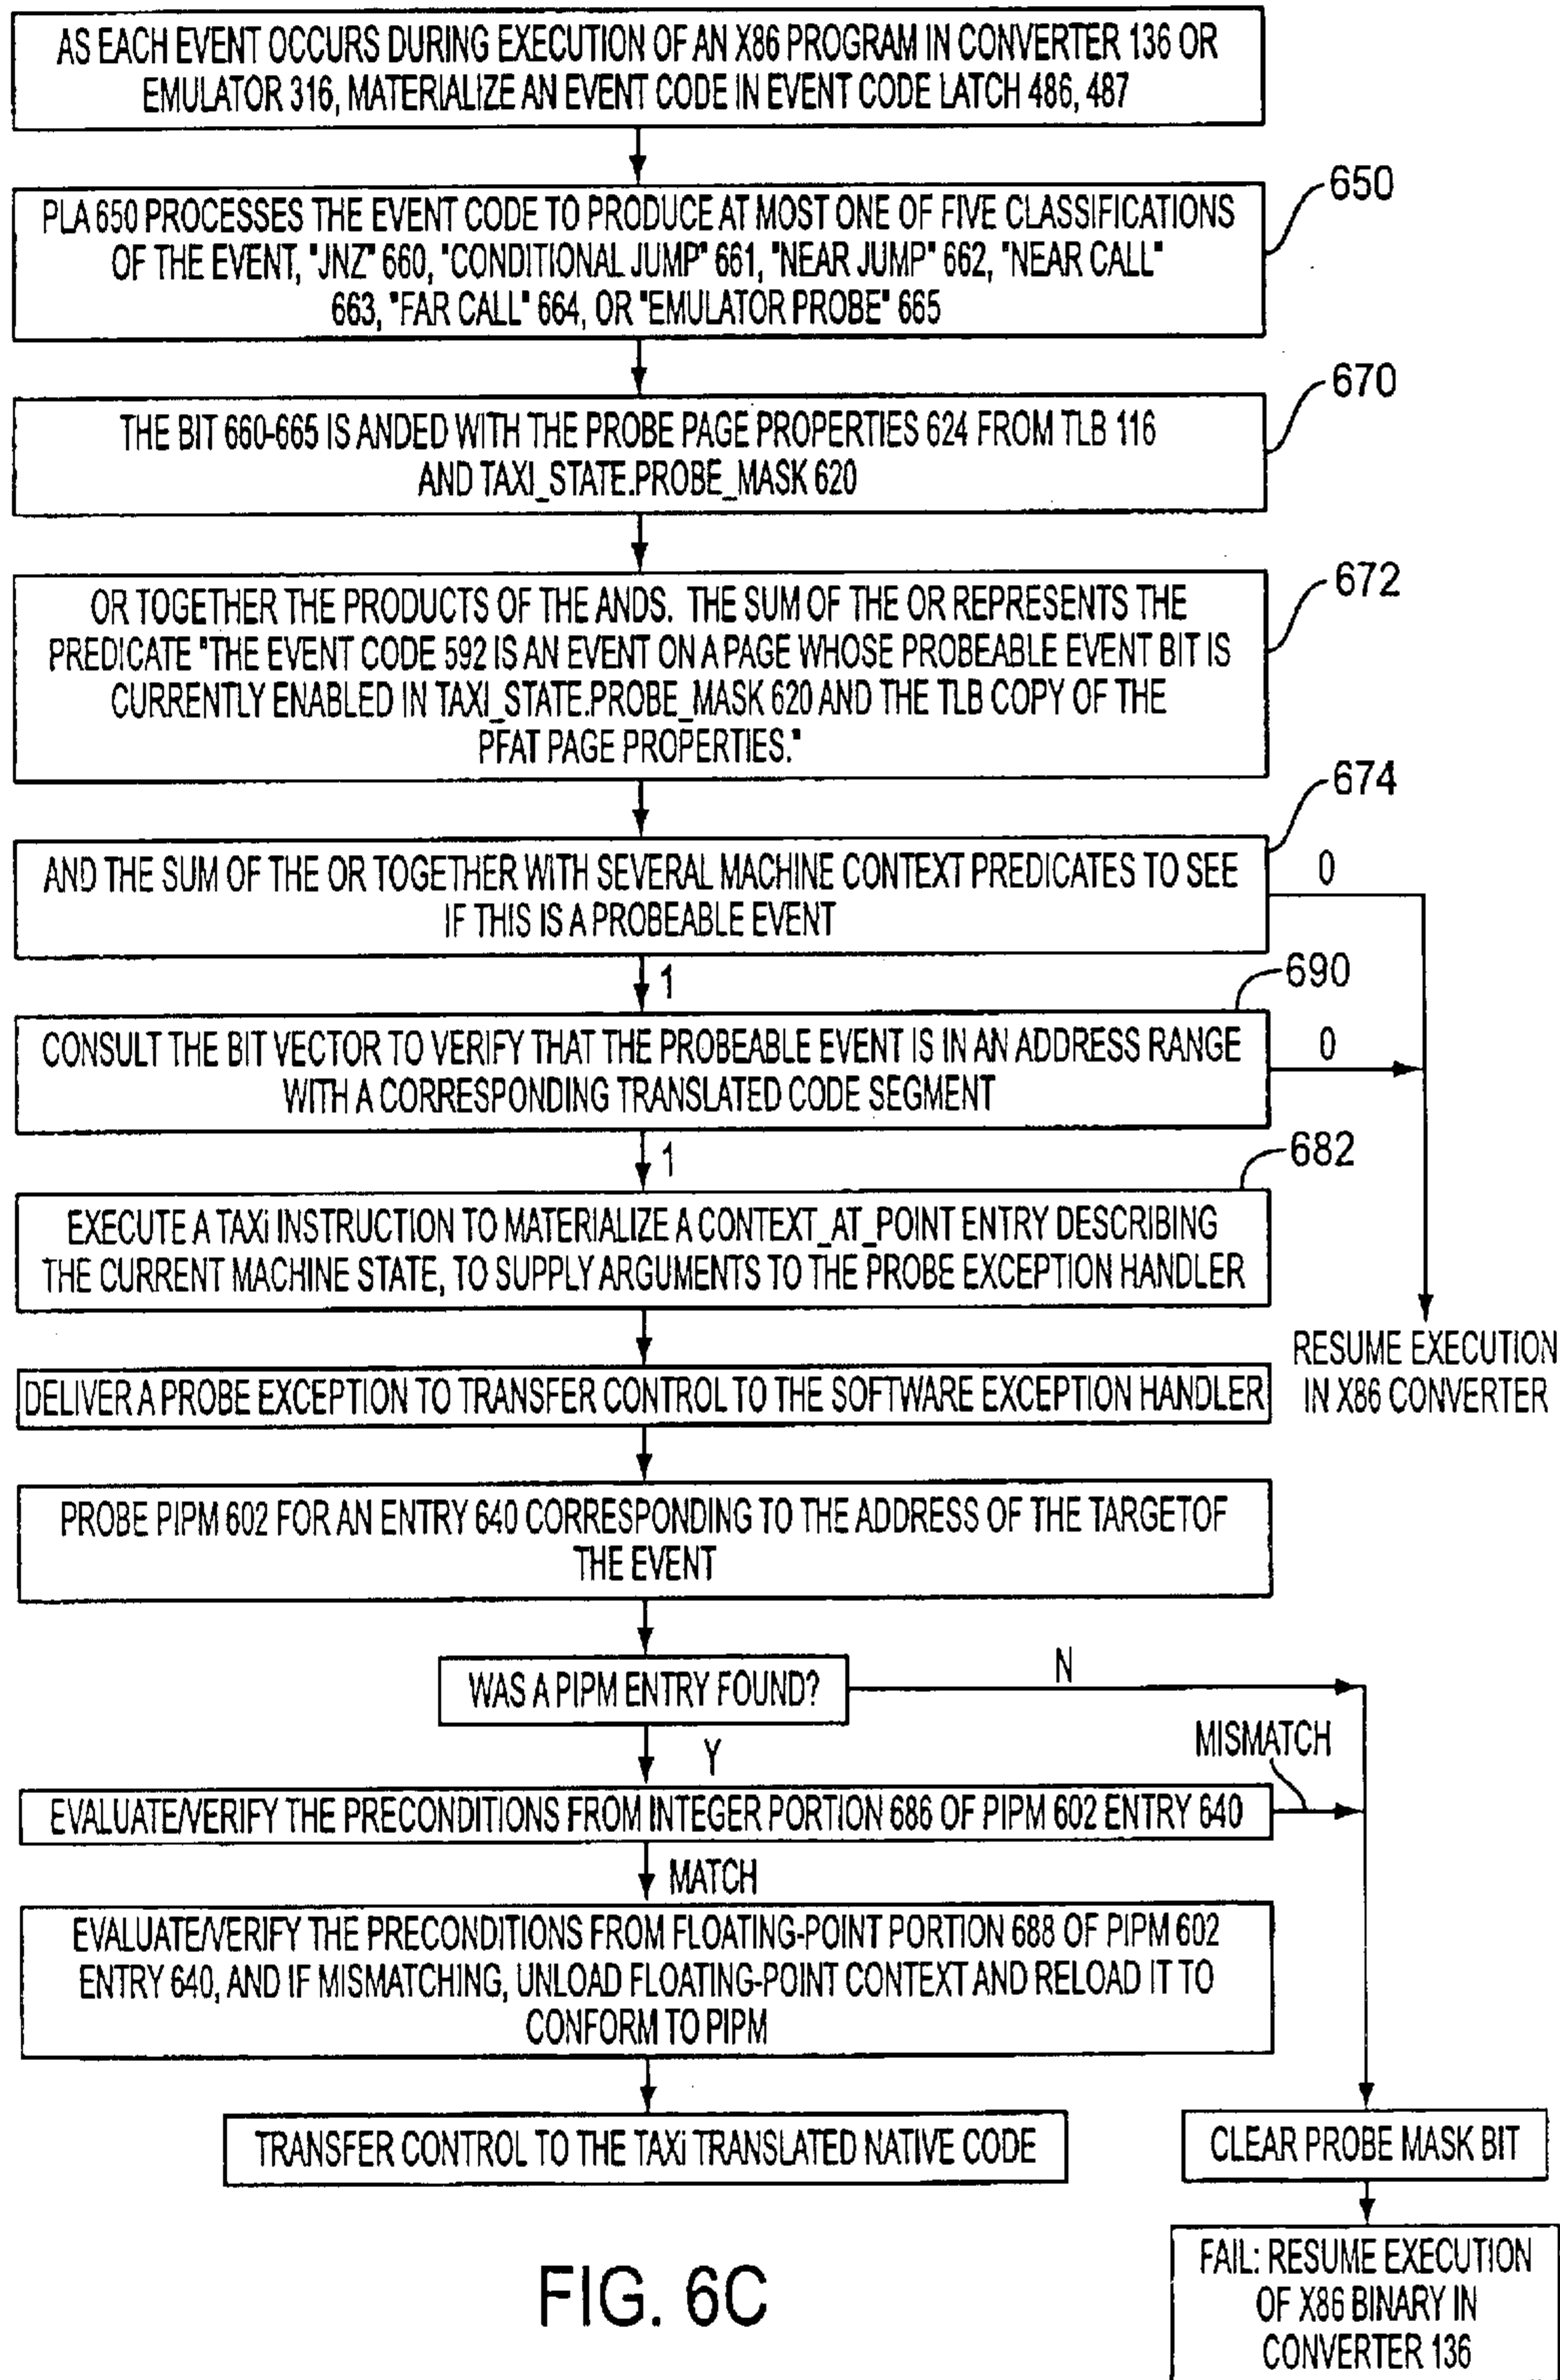 AS EACH EVENT OCCURS DURING EXECUTION OF AN X86 PROGRAM IN CONVERTER 136 OR
EMULATOR 316, MATERIALIZE AN EVENT CODE IN EVENT CODE LATCH 486, 487
650
PLA 650 PROCESSES THE EVENT CODE TO PRODUCE AT MOST ONE OF FIVE CLASSIFICATIONS
OF THE EVENT, "JNZ" 660, "CONDITIONAL JUMP" 661, "NEAR JUMP" 662, "NEAR CALL"
663, "FAR CALL" 664, OR "EMULATOR PROBE" 665
670
THE BIT 660-665 IS ANDED WITH THE PROBE PAGE PROPERTIES 624 FROM TLB 116
AND TAXI_STATE.PROBE_MASK 620
672
OR TOGETHER THE PRODUCTS OF THE ANDS. THE SUM OF THE OR REPRESENTS THE
PREDICATE "THE EVENT CODE 592 IS AN EVENT ON A PAGE WHOSE PROBEABLE EVENT BIT IS
CURRENTLY ENABLED IN TAXI_STATE.PROBE_MASK 620 AND THE TLB COPY OF THE
PFAT PAGE PROPERTIES."
674
AND THE SUM OF THE OR TOGETHER WITH SEVERAL MACHINE CONTEXT PREDICATES TO SEE
IF THIS IS A PROBEABLE EVENT
0
1
690
CONSULT THE BIT VECTOR TO VERIFY THAT THE PROBEABLE EVENT IS IN AN ADDRESS RANGE
WITH A CORRESPONDING TRANSLATED CODE SEGMENT
0
1
682
EXECUTE A TAXi INSTRUCTION TO MATERIALIZE A CONTEXT_AT_POINT ENTRY DESCRIBING
THE CURRENT MACHINE STATE, TO SUPPLY ARGUMENTS TO THE PROBE EXCEPTION HANDLER
RESUME EXECUTION
IN X86 CONVERTER
DELIVER A PROBE EXCEPTION TO TRANSFER CONTROL TO THE SOFTWARE EXCEPTION HANDLER
PROBE PIPM 602 FOR AN ENTRY 640 CORRESPONDING TO THE ADDRESS OF THE TARGETOF
THE EVENT
WAS A PIPM ENTRY FOUND?
N
Y
MISMATCH
EVALUATE/VERIFY THE PRECONDITIONS FROM INTEGER PORTION 686 OF PIPM 602 ENTRY 640
MATCH
EVALUATE/VERIFY THE PRECONDITIONS FROM FLOATING-POINT PORTION 688 OF PIPM 602
ENTRY 640, AND IF MISMATCHING, UNLOAD FLOATING-POINT CONTEXT AND RELOAD IT TO
CONFORM TO PIPM
TRANSFER CONTROL TO THE TAXi TRANSLATED NATIVE CODE
CLEAR PROBE MASK BIT
FAIL: RESUME EXECUTION
OF X86 BINARY IN
CONVERTER 136
FIG. 6C